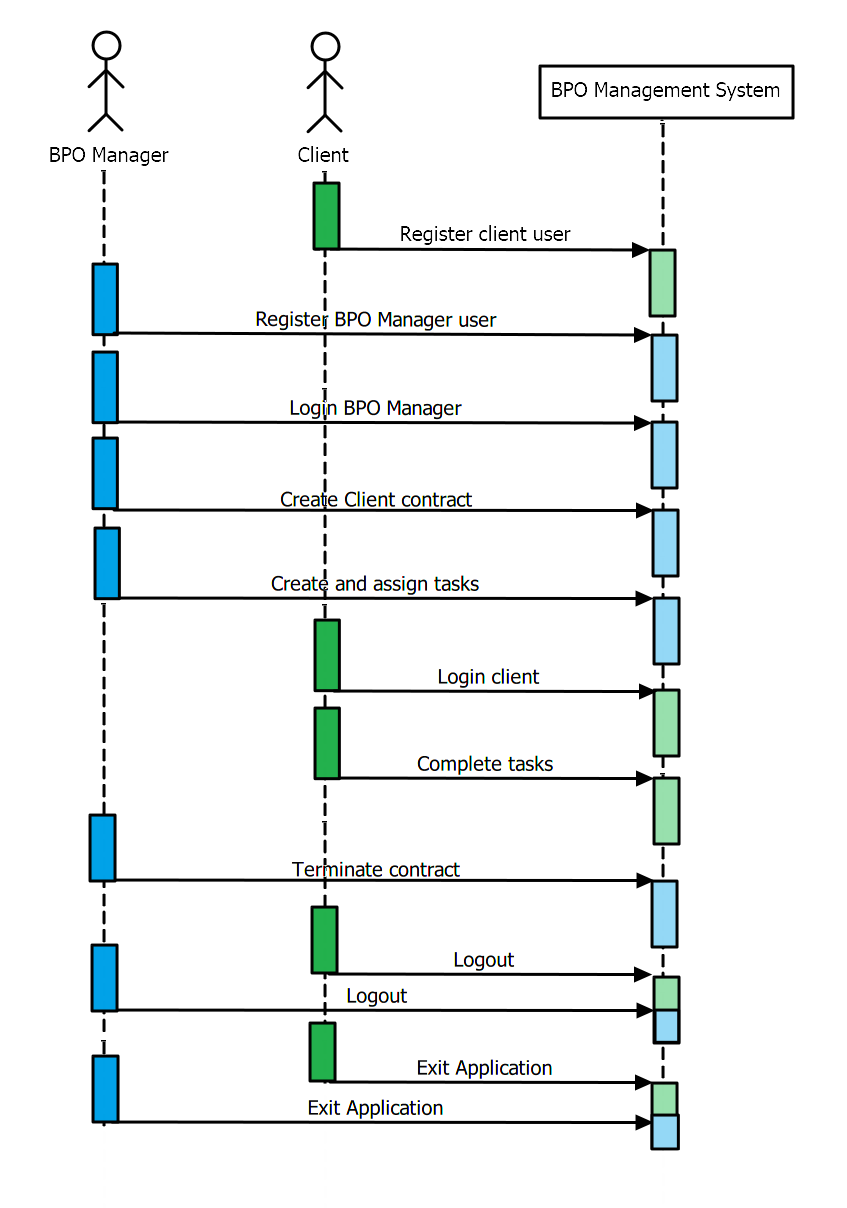 BPO Management System
BPO Manager
Client
Register client user
Register BPO Manager user
Login BPO Manager
Create Client contract
Create and assign tasks
Login client
Complete tasks
Terminate contract
Logout
Logout
Exit Application
Exit Application